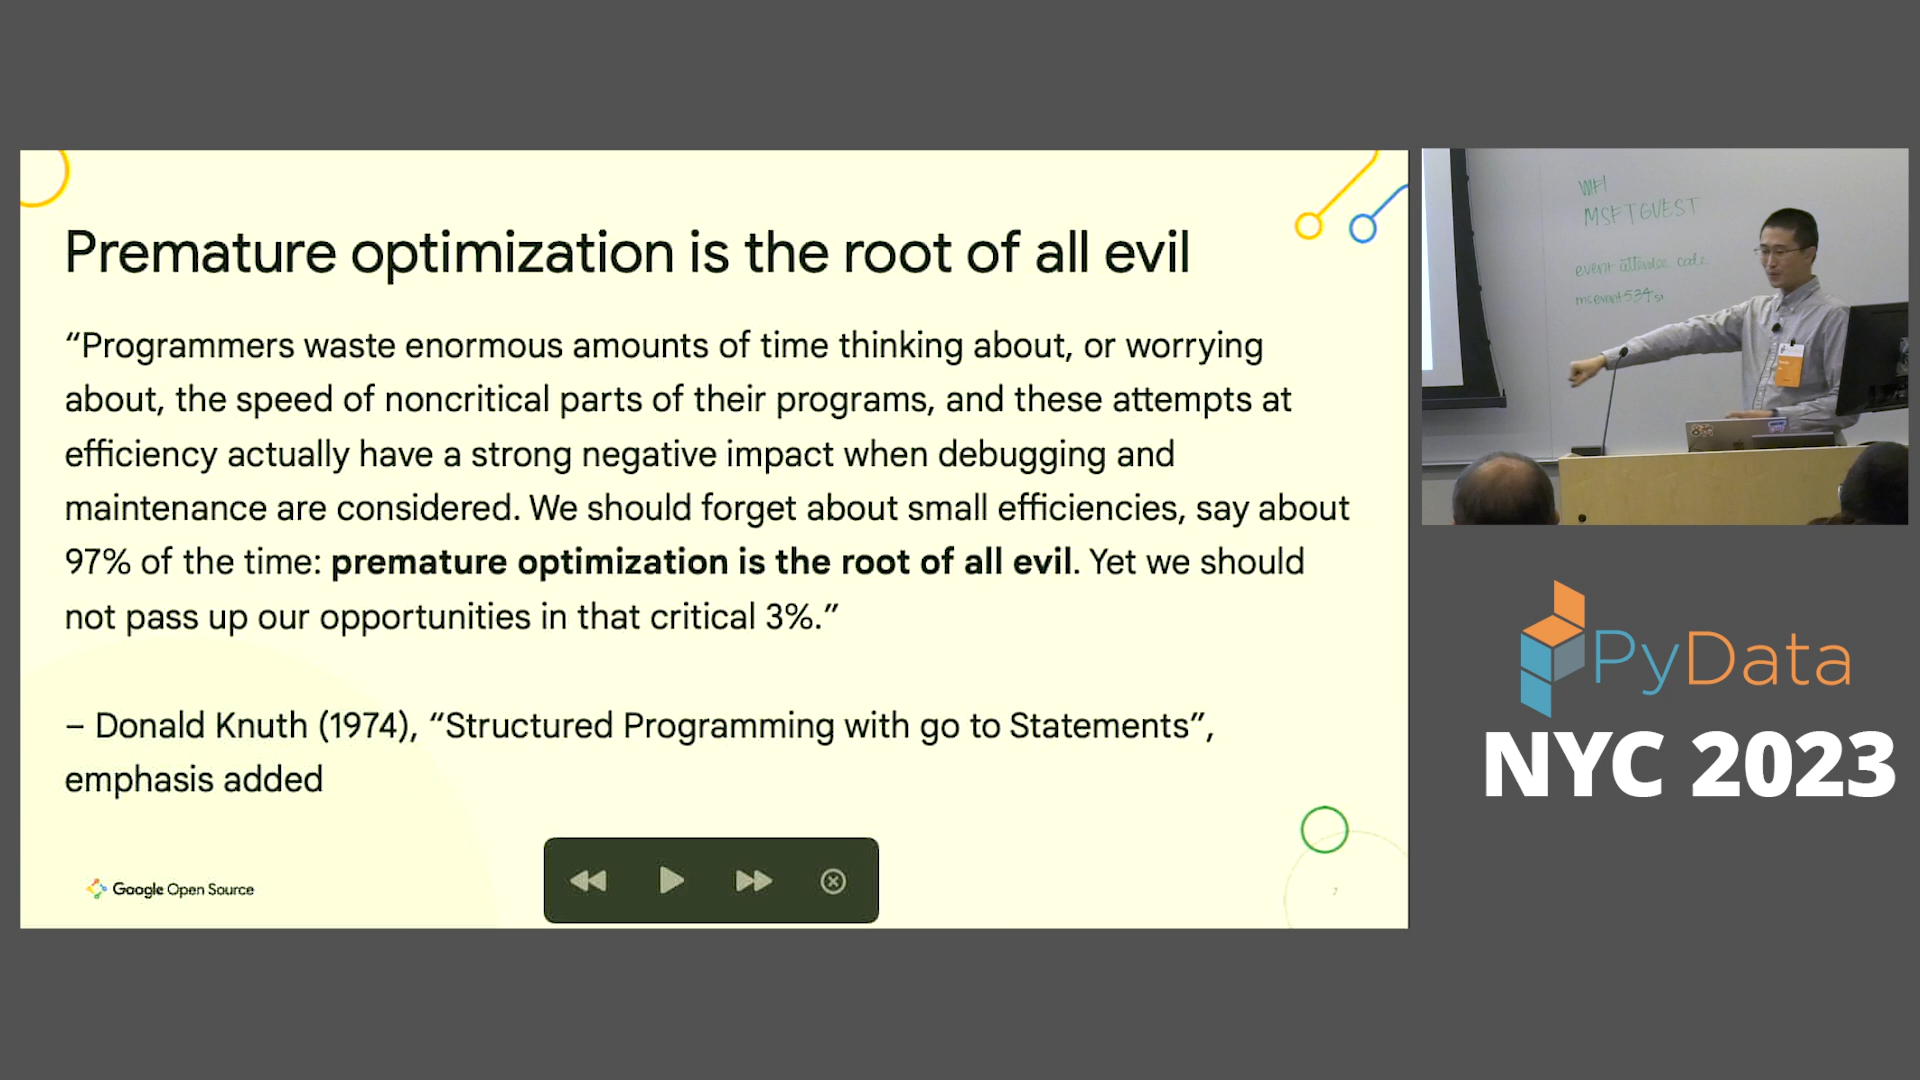 Premature optimization is the root of all evil
“Programmers waste enormous amounts of time thinking about, or worrying
about, the speed of noncritical parts of their programs, and these attempts at
efficiency actually have a strong negative impact when debugging and
maintenance are considered. We should forget about small efficiencies, say about
97% of the time: premature optimization is the root of all evil. Yet we should
not pass up our opportunities in that critical 3%.”
– Donald Knuth (1974), “Structured Programming with go to Statements”,
emphasis added
Google Open Source
7
WIFI
MSFTGUEST
event attendee code
PyData
NYC 2023